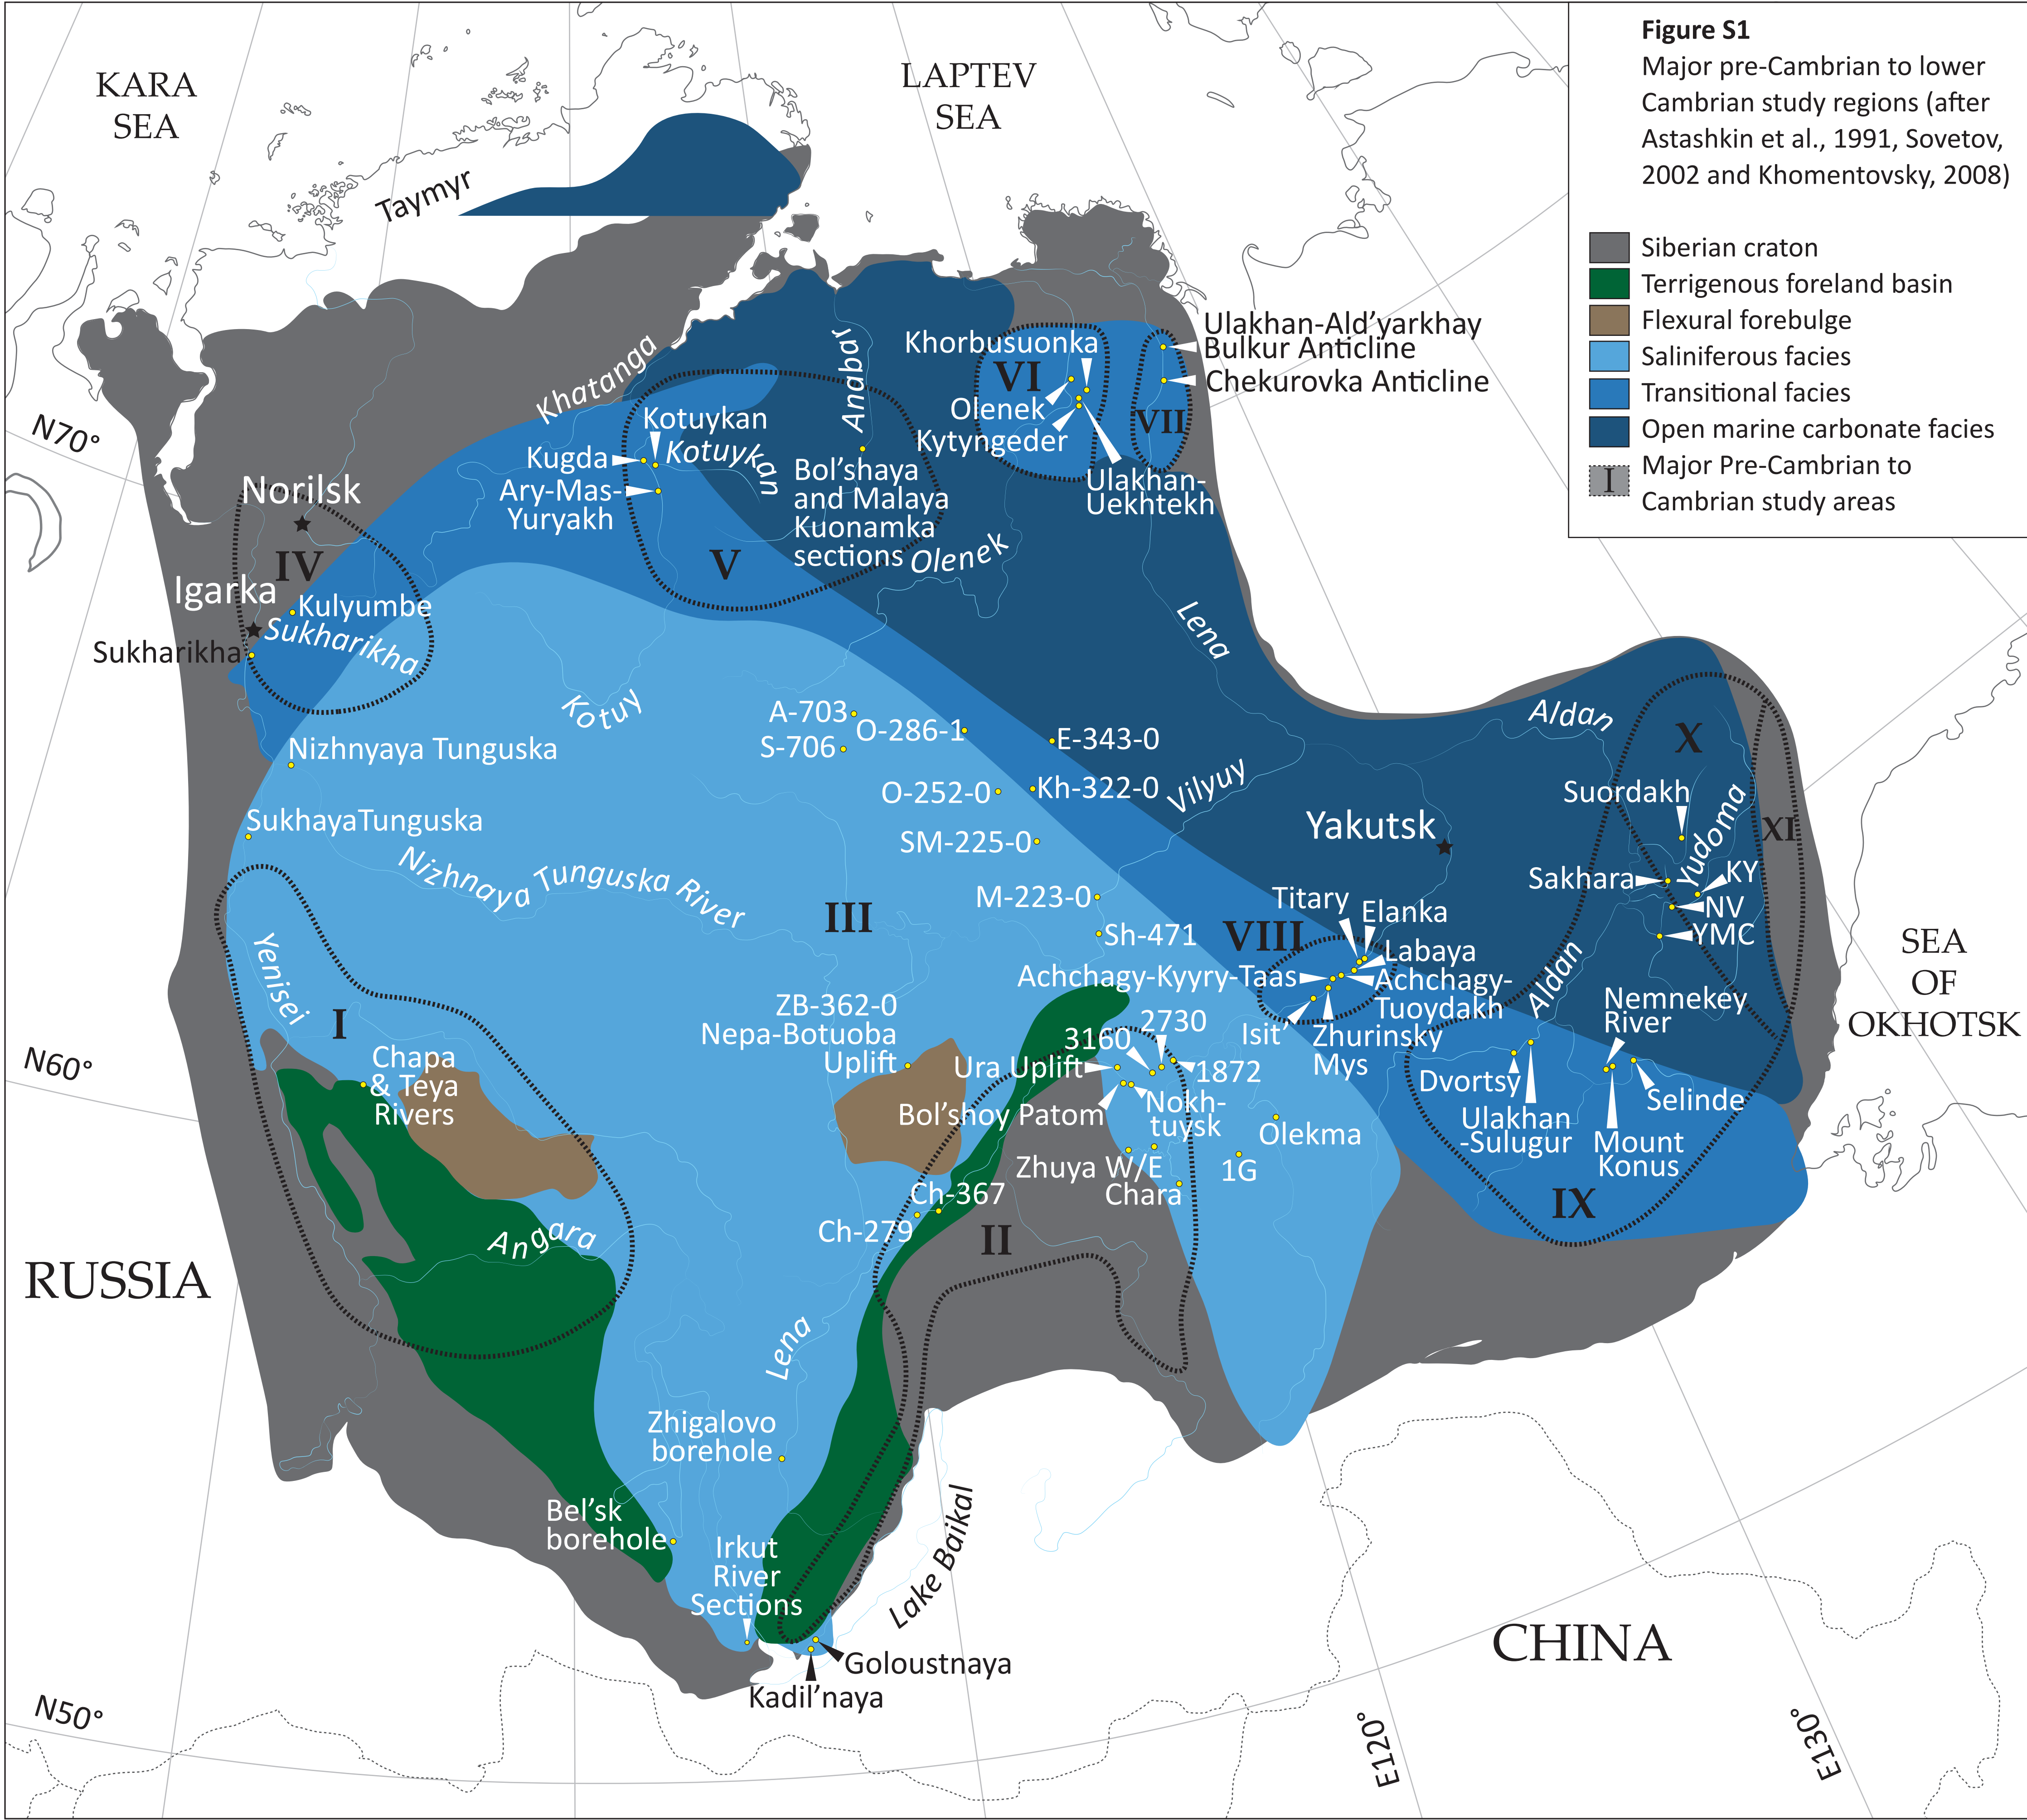 Figure S1
Major pre-Cambrian to lower
Cambrian study regions (after
Astashkin et al., 1991, Sovetov,
2002 and Khomentovsky, 2008)
Siberian craton
Terrigenous foreland basin
Flexural forebulge
Saliniferous facies
Transitional facies
Open marine carbonate facies
I
Major Pre-Cambrian to
Cambrian study areas
KARA
SEA
LAPTEV
SEA
Taymyr
Khatanga
Anabar
Khorbusuonka
VI
Olenek
Kytyngeder
Ulakhan-
Uekhtekh
VII
Ulakhan-Ald’yarkhay
Bulkur Anticline
Chekurovka Anticline
N70°
Kotuykan
Kugda
Kotuykan
Ary-Mas-
Yuryakh
Bol’shaya
and Malaya
Kuonamka
sections
Olenek
V
Norilsk
IV
Igarka
Kulyumbe
Sukharikha
Sukharikha
Lena
Kotuy
A-703
O-286-1
S-706
E-343-0
O-252-0
Kh-322-0
SM-225-0
M-223-0
Sh-471
Vilyuy
Aldan
X
Suordakh
Yudoma
XI
Yakutsk
Sakhara
KY
NV
YMC
Nizhnyaya Tunguska
SukhayaTunguska
Nizhnaya Tunguska River
III
Titary
Elanka
VIII
Labaya
Achchagy-Kyyry-Taas
Achchagy-
Tuoydakh
Isit’
Zhurinsky
Mys
Aldan
Nemnekey
River
SEA
OF
OKHOTSK
Yenisei
I
ZB-362-0
Nepa-Botuoba
Uplift
3160
2730
Ura Uplift
1872
Chapa
& Teya
Rivers
Bol’shoy Patom
Nokh-
tuysk
Olekma
Zhuya W/E
Chara
1G
Dvortsy
Ulakhan
-Sulugur
Mount
Konus
Selinde
IX
N60°
Ch-367
Ch-279
II
Angara
RUSSIA
Lena
Zhigalovo
borehole
Bel’sk
borehole
Irkut
River
Sections
Lake Baikal
Goloustnaya
Kadil’naya
CHINA
N50°
E120°
E130°